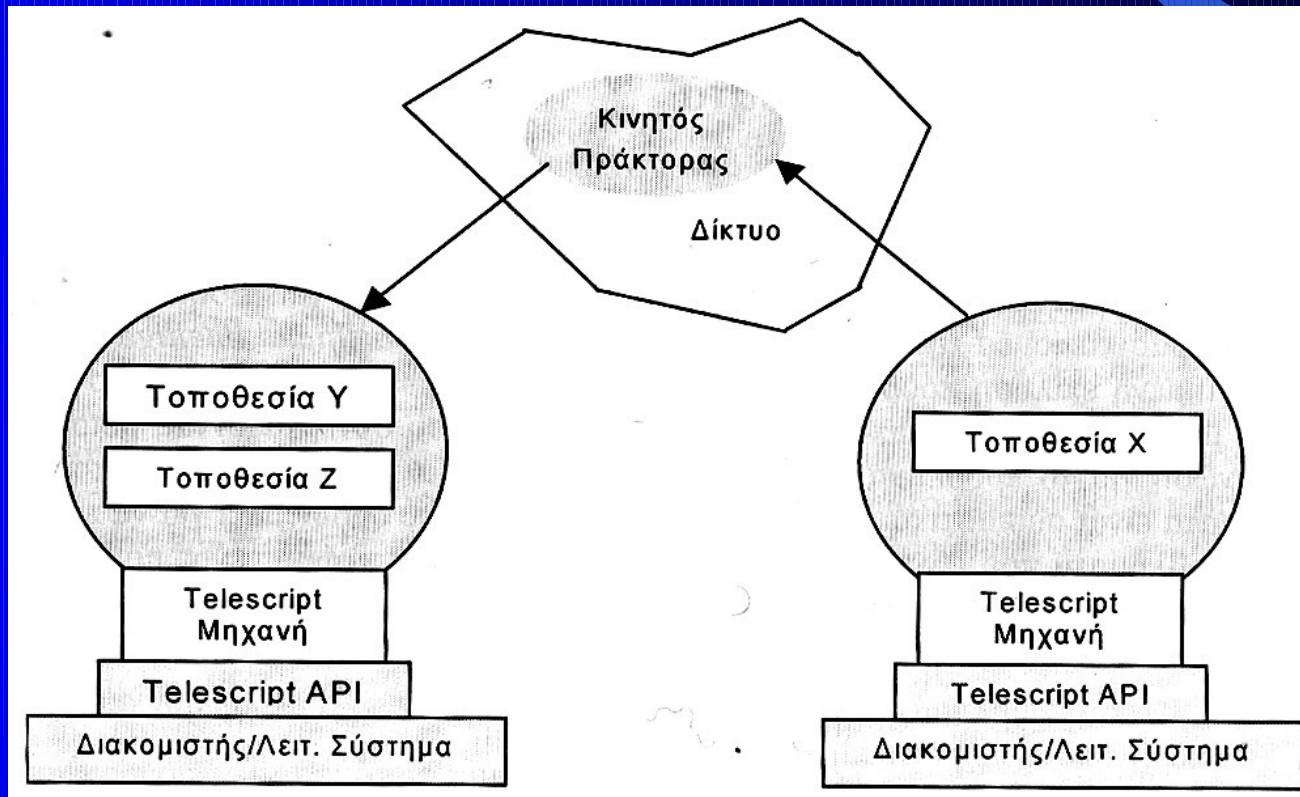 Κινητός
Πράκτορας
Δίκτυο
Τοποθεσία Υ
Τοποθεσία Ζ
Telescript
Μηχανή
Telescript API
Διακομιστής/Λειτ. Σύστημα
Τοποθεσία Χ
Telescript
Μηχανή
Telescript API
Διακομιστής/Λειτ. Σύστημα